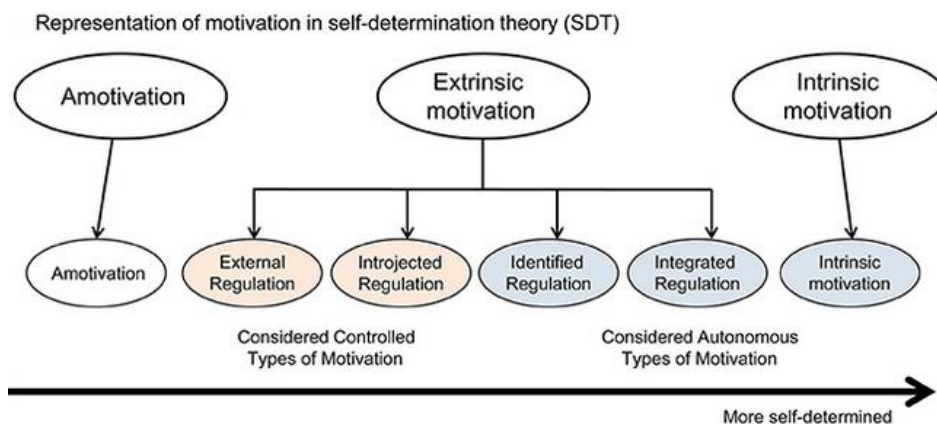 Representation of motivation in self-determination theory (SDT)
Amotivation
Extrinsic
motivation
Intrinsic
motivation
Amotivation
External
Regulation
Introjected
Regulation
Identified
Regulation
Integrated
Regulation
Intrinsic
motivation
Considered Controlled
Types of Motivation
Considered Autonomous
Types of Motivation
More self-determined